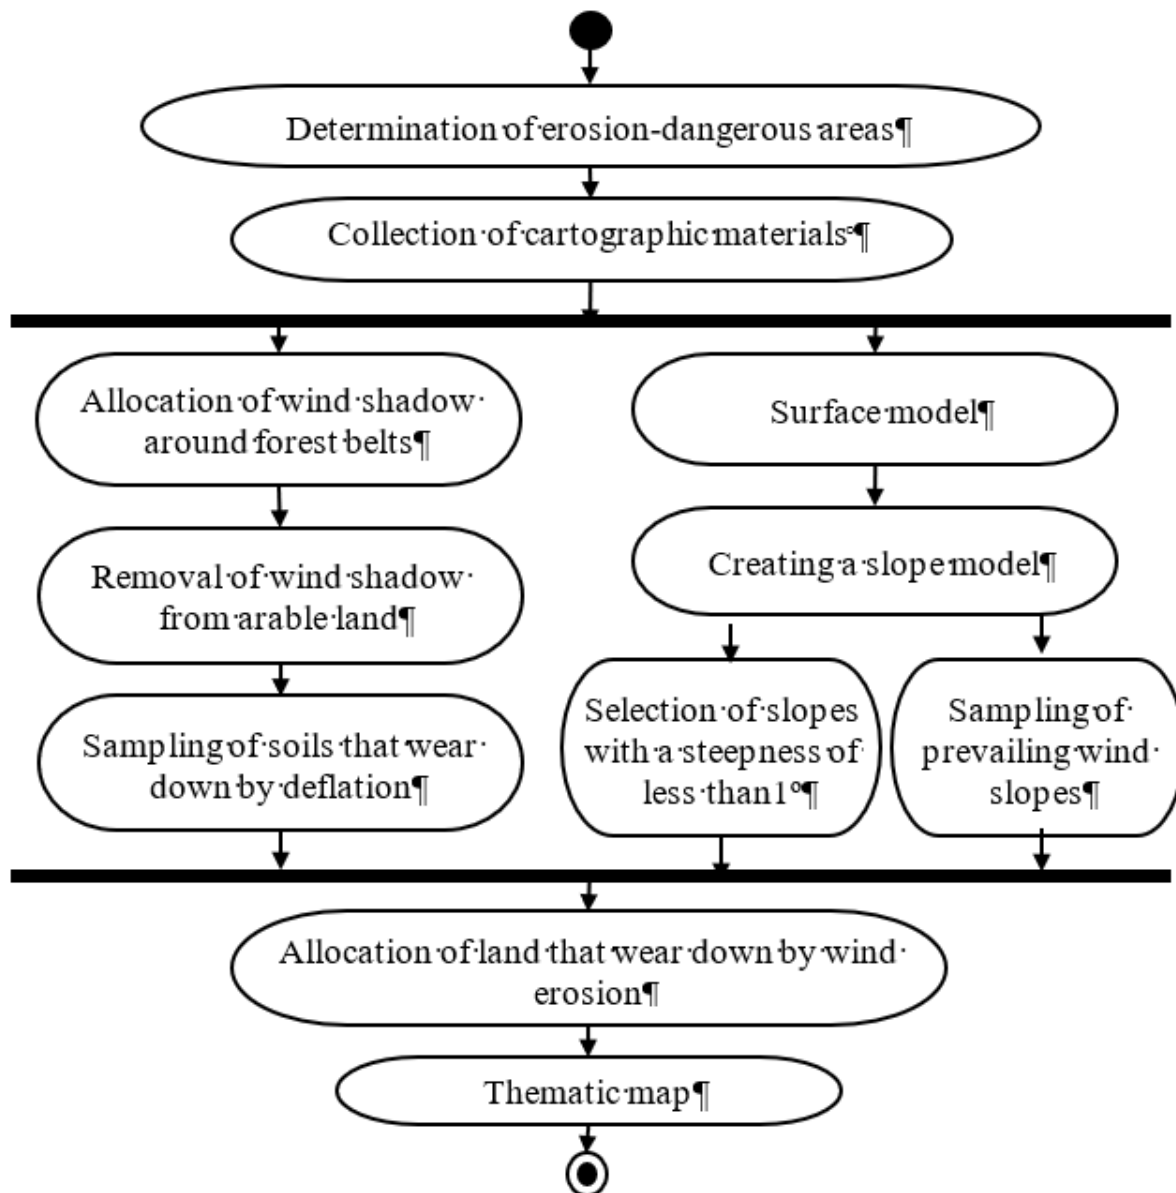 Determination of erosion-dangerous areas¶
Collection of cartographic materials°¶
Allocation of wind shadow
around forest belts¶
Surface model¶
Removal of wind shadow
from arable land¶
Creating a slope model¶
Sampling of soils that wear
down by deflation¶
Selection of slopes
with a steepness of
less than1°¶
Sampling of
prevailing wind
slopes¶
Allocation of land that wear down by wind
erosion¶
Thematic map¶